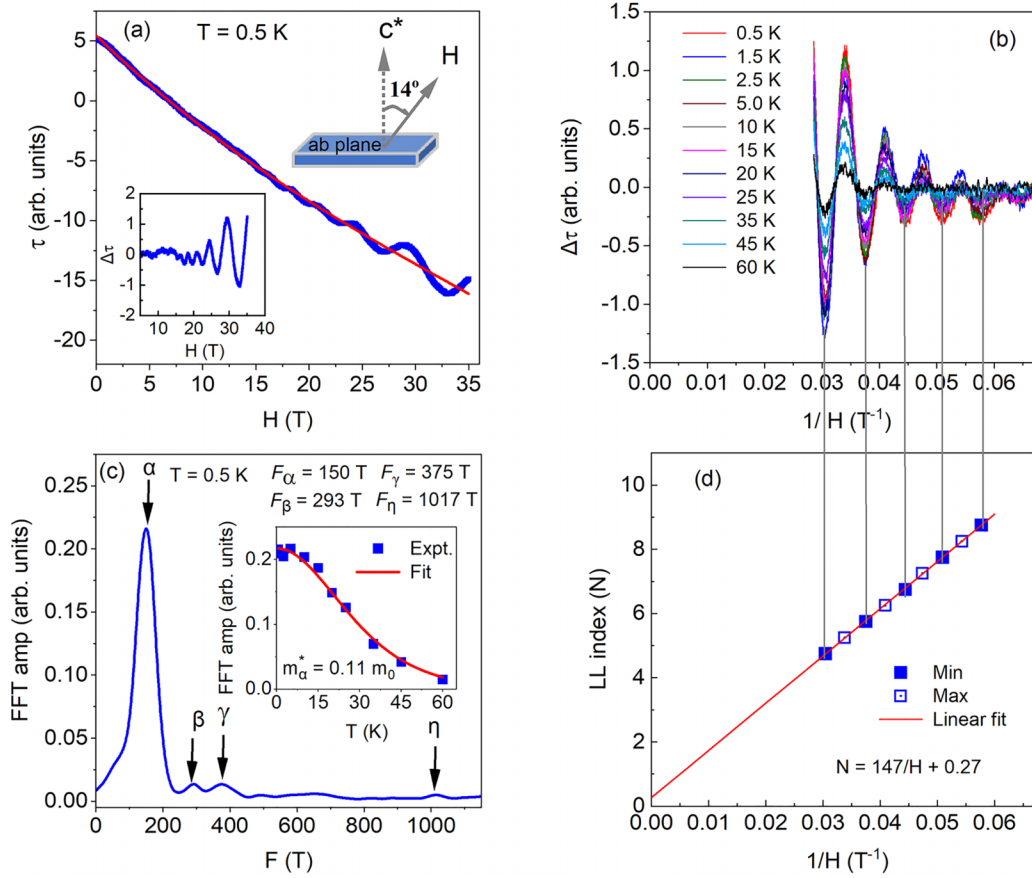 (a)
T = 0.5 K
c*
H
14°
ab plane
τ (arb. units)
5
0
-5
-10
-15
-20
0 5 10 15 20 25 30 35
H (T)
Δτ
2
1
0
-1
-2
10 20 30 40
H (T)
(b)
0.5 K
1.5 K
2.5 K
5.0 K
10 K
15 K
20 K
25 K
35 K
45 K
60 K
Δτ (arb. units)
1.5
1.0
0.5
0.0
-0.5
-1.0
-1.5
0.00 0.01 0.02 0.03 0.04 0.05 0.06
1/ H (T-1)
(c)
α
T = 0.5 K
Fα = 150 T Fγ = 375 T
Fβ = 293 T Fη = 1017 T
FFT amp (arb. units)
0.25
0.20
0.15
0.10
0.05
0.00
β γ η
0 200 400 600 800 1000
F (T)
FFT amp (arb. units)
0.2
0.1
0.0
Expt.
Fit
m*α = 0.11 m0
0 15 30 45 60
T (K)
(d)
LL index (N)
10
8
6
4
2
0
Min
Max
Linear fit
N = 147/H + 0.27
0.00 0.01 0.02 0.03 0.04 0.05 0.06
1/H (T-1)